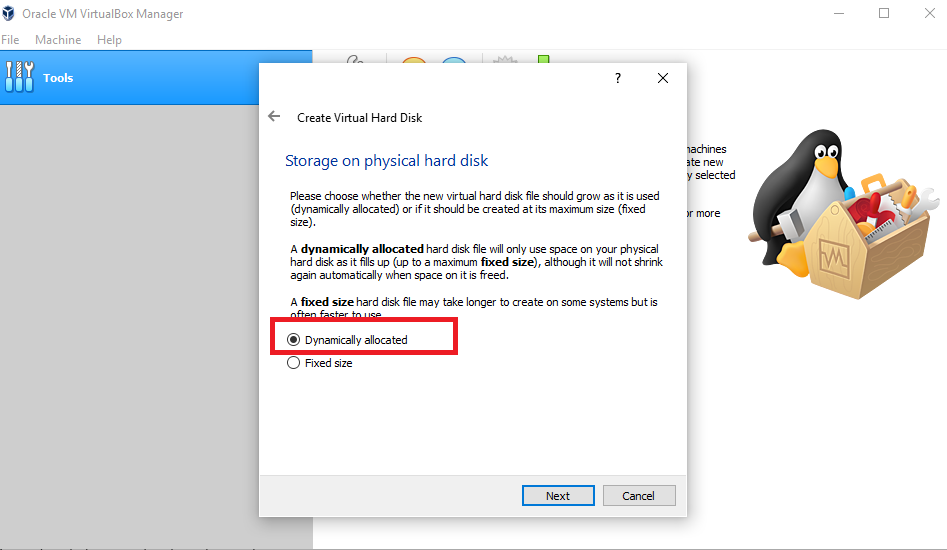 Oracle VM VirtualBox Manager
File Machine Help
Tools
?
Create Virtual Hard Disk
Storage on physical hard disk
Please choose whether the new virtual hard disk file should grow as it is used
(dynamically allocated) or if it should be created at its maximum size (fixed
size).
A dynamically allocated hard disk file will only use space on your physical
hard disk as it fills up (up to a maximum fixed size), although it will not shrink
again automatically when space on it is freed.
A fixed size hard disk file may take longer to create on some systems but is
often faster to use.
Dynamically allocated
Fixed size
Next Cancel
new
selected
or more